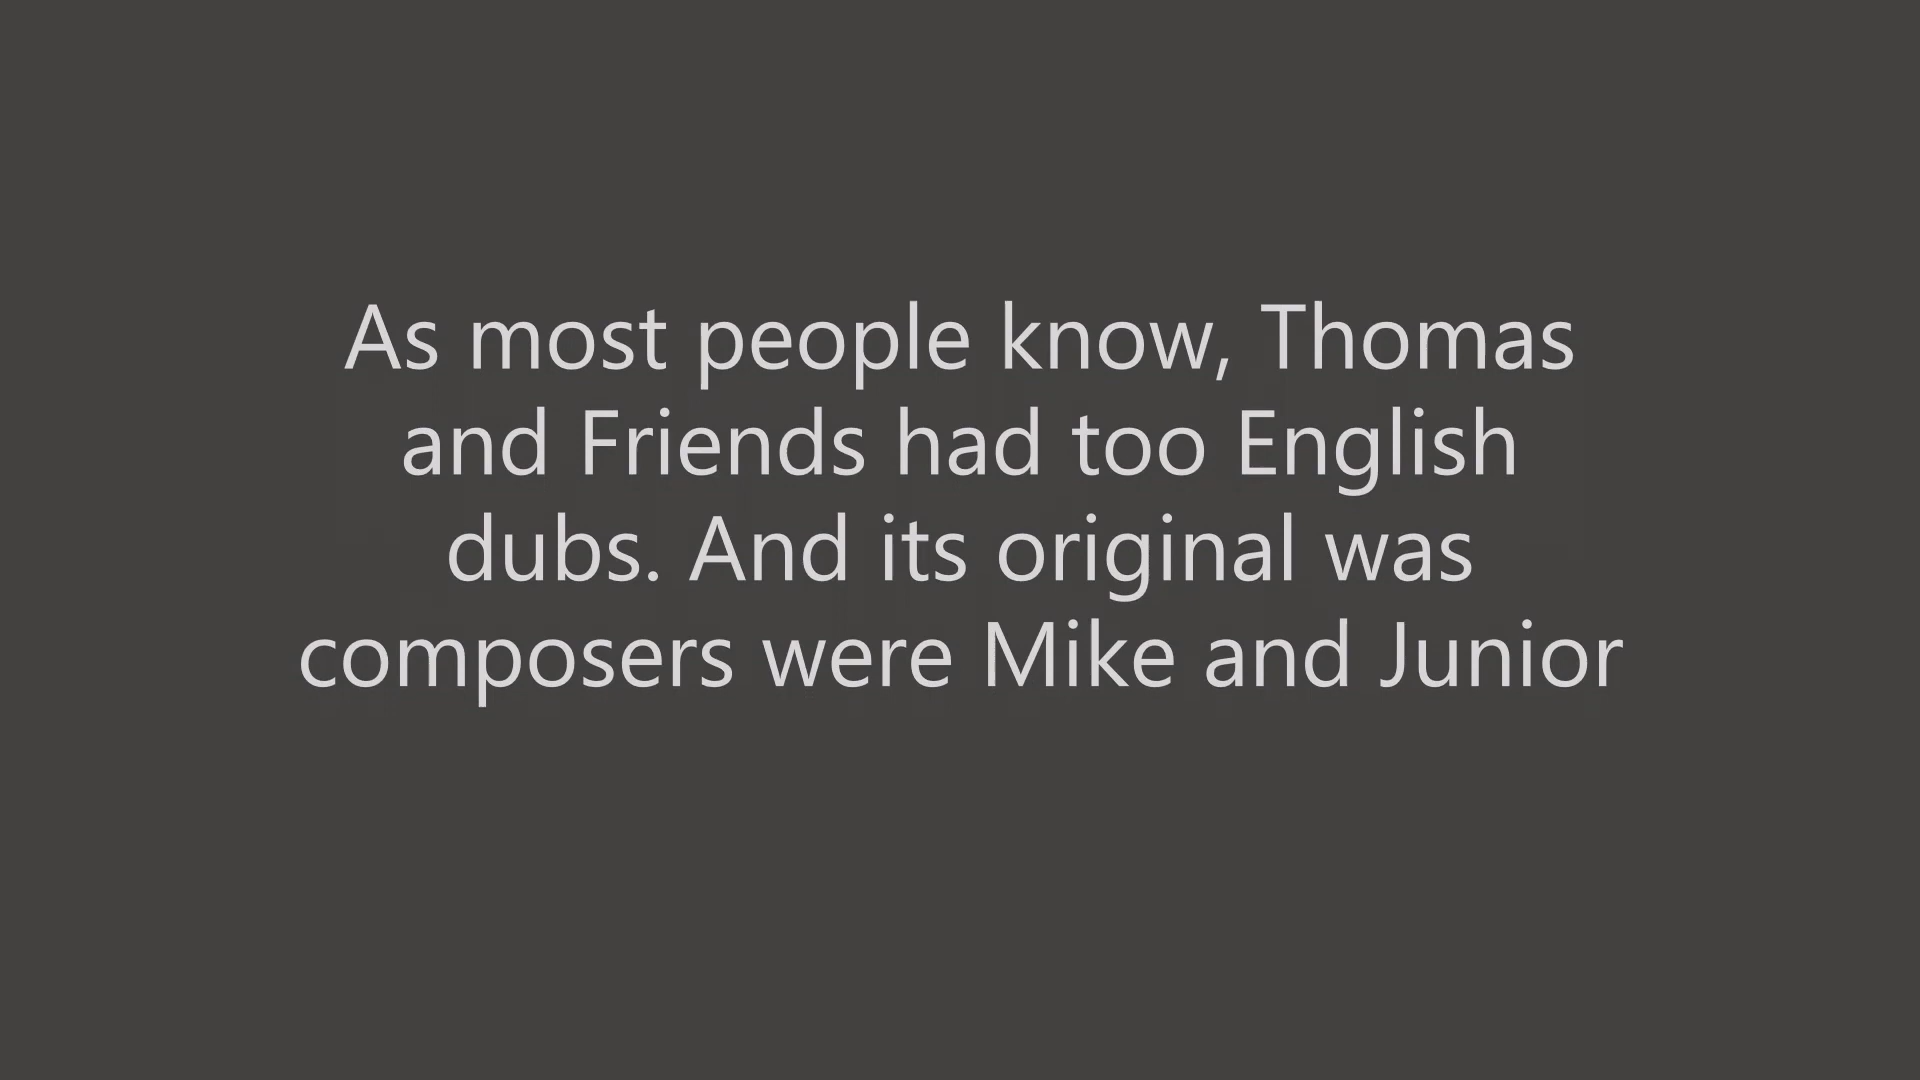 As most people know, Thomas
and Friends had too English
dubs. And its original was
composers were Mike and Junior